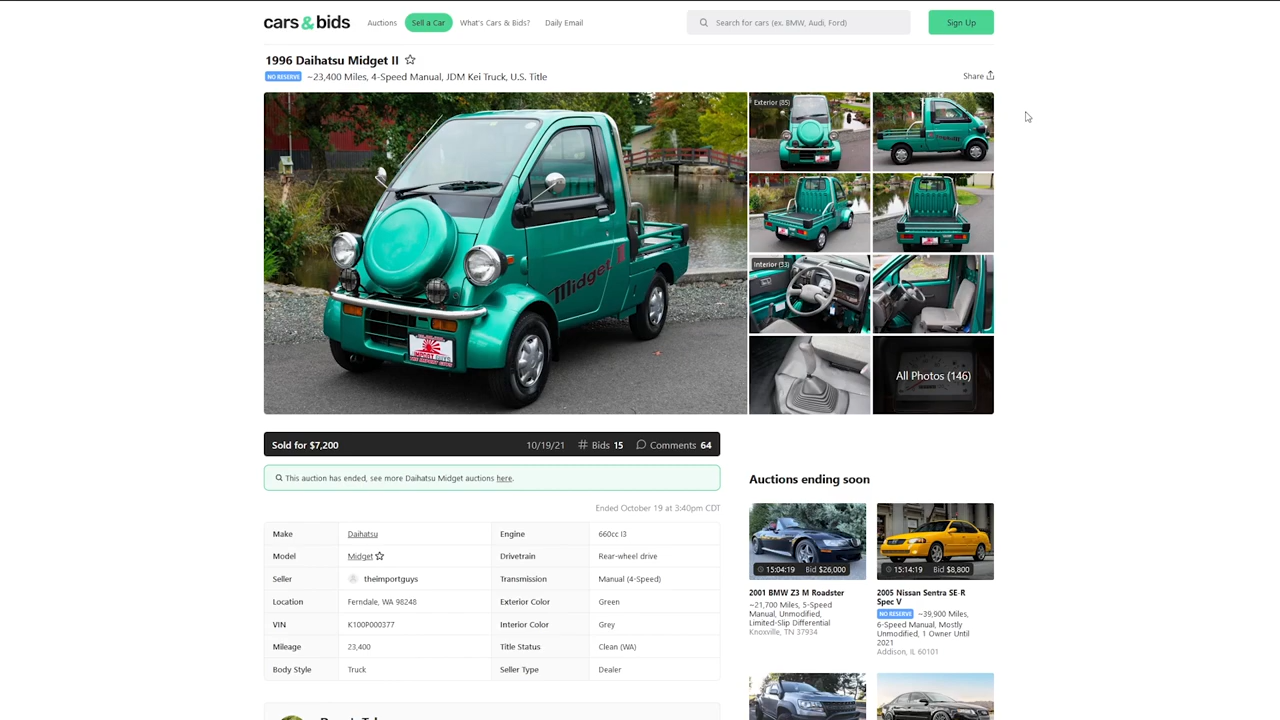 cars&bids
Auctions
Sell a Car
What's Cars & Bids?
Daily Email
Search for cars (ex. BMW, Audi, Ford)
Sign Up
1996 Daihatsu Midget II
NO RESERVE ~23,400 Miles, 4-Speed Manual, JDM Kei Truck, U.S. Title
Share
Exterior (85)
Midget II
Interior (33)
All Photos (146)
Sold for $7,200
10/19/21
Bids 15
Comments 64
This auction has ended, see more Daihatsu Midget auctions here.
Ended October 19 at 3:40pm CDT
Make Daihatsu Engine 660cc I3
Model Midget Drivetrain Rear-wheel drive
Seller theimportguys Transmission Manual (4-Speed)
Location Ferndale, WA 98248 Exterior Color Green
VIN K100P000377 Interior Color Grey
Mileage 23,400 Title Status Clean (WA)
Body Style Truck Seller Type Dealer
Auctions ending soon
15:04:19 Bid $26,000
2001 BMW Z3 M Roadster
~21,700 Miles, 5-Speed
Manual, Unmodified,
Limited-Slip Differential
Knoxville, TN 37934
15:14:19 Bid $8,800
2005 Nissan Sentra SE-R
Spec V
NO RESERVE ~39,900 Miles,
6-Speed Manual, Mostly
Unmodified, 1 Owner Until
2021
Addison, IL 60101